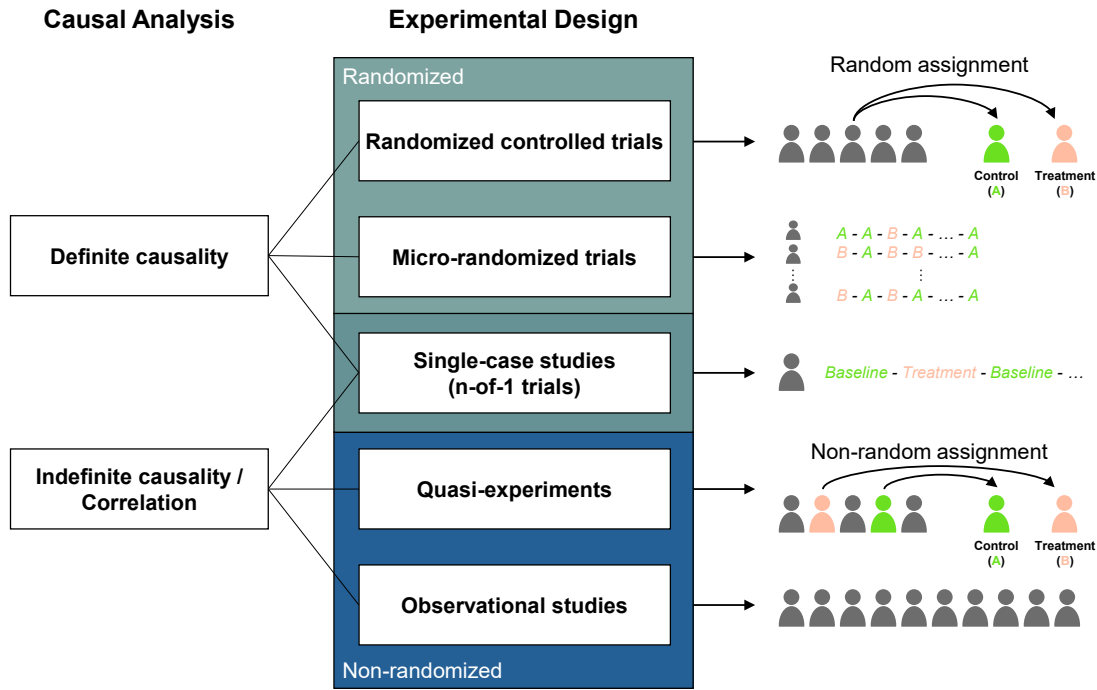 Causal Analysis
Experimental Design
Randomized
Random assignment
Randomized controlled trials
Control
(A)
Treatment
(B)
Definite causality
Micro-randomized trials
A - A - B - A - … - A
B - A - B - B - … - A
⋮ ⋮
B - A - B - A - … - A
Single-case studies
(n-of-1 trials)
Baseline - Treatment - Baseline - …
Indefinite causality /
Correlation
Quasi-experiments
Non-random assignment
Control
(A)
Treatment
(B)
Observational studies
Non-randomized